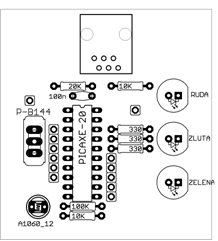 20K
10K
100n
RUDA
P-B144
PICAXE-20
330
330
330
ZLUTA
ZELENA
100K
10K
A1060_12